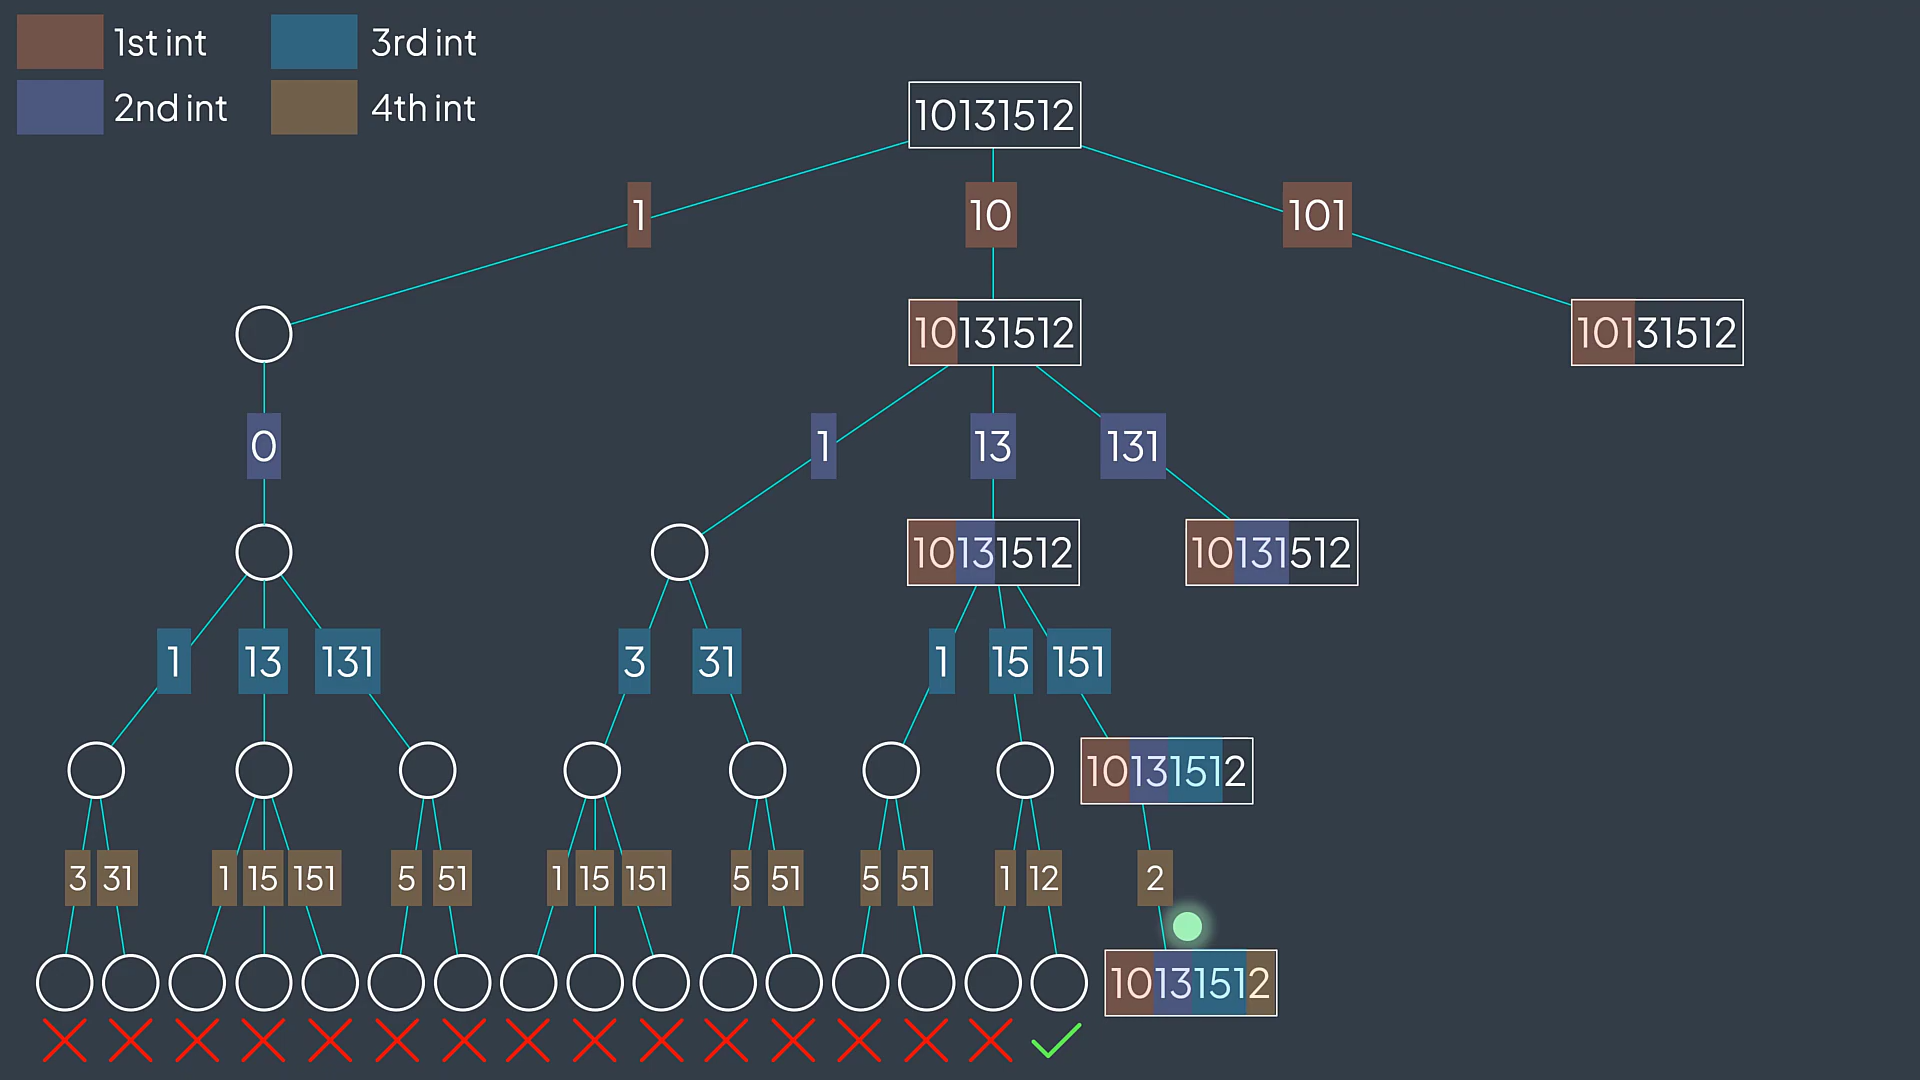 1st int 3rd int
2nd int 4th int
10131512
1 10 101
10131512 10131512
0 1 13 131
10131512 10131512
1 13 131 3 31 1 15 151
10131512
3 31 1 15 151 5 51 1 15 151 5 51 5 51 1 12 2
10131512